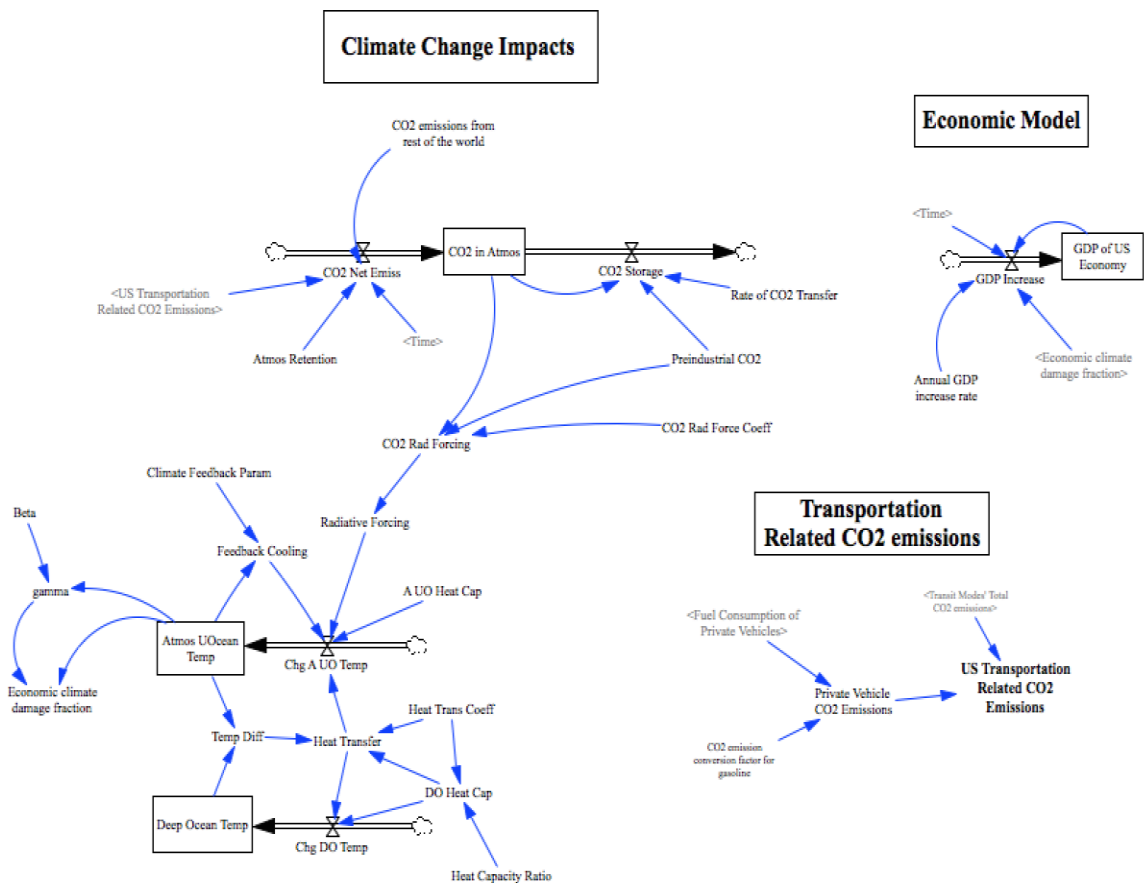 Climate Change Impacts
CO2 emissions from
rest of the world
CO2 Net Emiss
CO2 in Atmos
CO2 Storage
<US Transportation
Related CO2 Emissions>
Atmos Retention
<Time>
Rate of CO2 Transfer
Preindustrial CO2
CO2 Rad Forcing
CO2 Rad Force Coeff
Climate Feedback Param
Radiative Forcing
Beta
Feedback Cooling
gamma
A UO Heat Cap
Atmos UOcean
Temp
Chg A UO Temp
Economic climate
damage fraction
Temp Diff
Heat Transfer
Heat Trans Coeff
DO Heat Cap
Deep Ocean Temp
Chg DO Temp
Heat Capacity Ratio
Economic Model
<Time>
GDP of US
Economy
GDP Increase
Annual GDP
increase rate
<Economic climate
damage fraction>
Transportation
Related CO2 emissions
<Transit Modes' Total
CO2 emissions>
<Fuel Consumption of
Private Vehicles>
US Transportation
Related CO2
Emissions
Private Vehicle
CO2 Emissions
CO2 emission
conversion factor for
gasoline